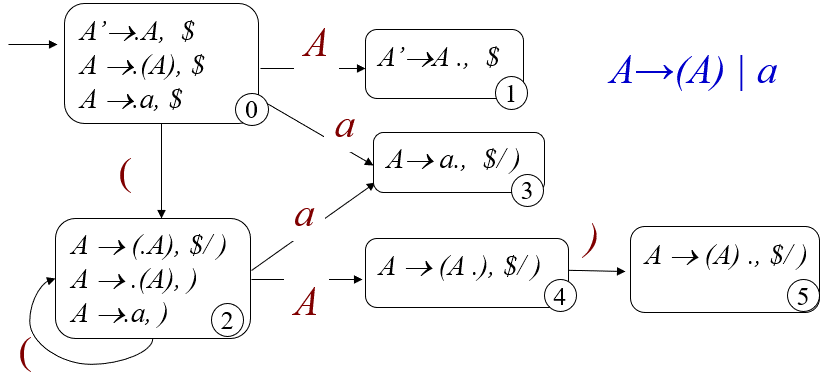 A’→.A, $
A →.(A), $
A →.a, $
0
A
A’→A ., $
1
A→(A) | a
a
A→ a., $/ )
3
(
a
A →(.A), $/ )
A →.(A), )
A →.a, )
2
(
A
A →(A .), $/ )
4
)
A →(A) ., $/ )
5